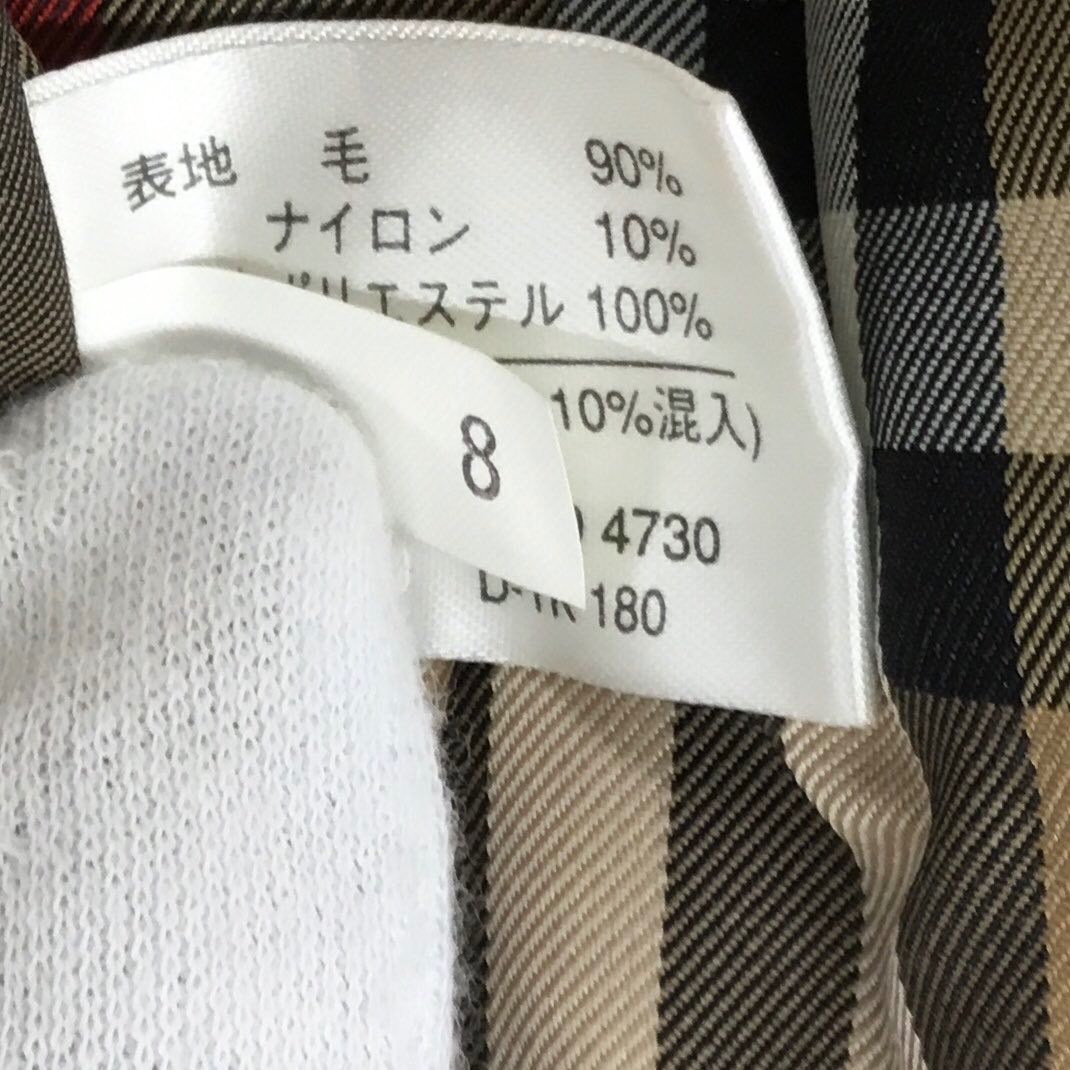 表地 毛 90%
ナイロン 10%
ポリエステル 100%
10%混入)
8
4730
180